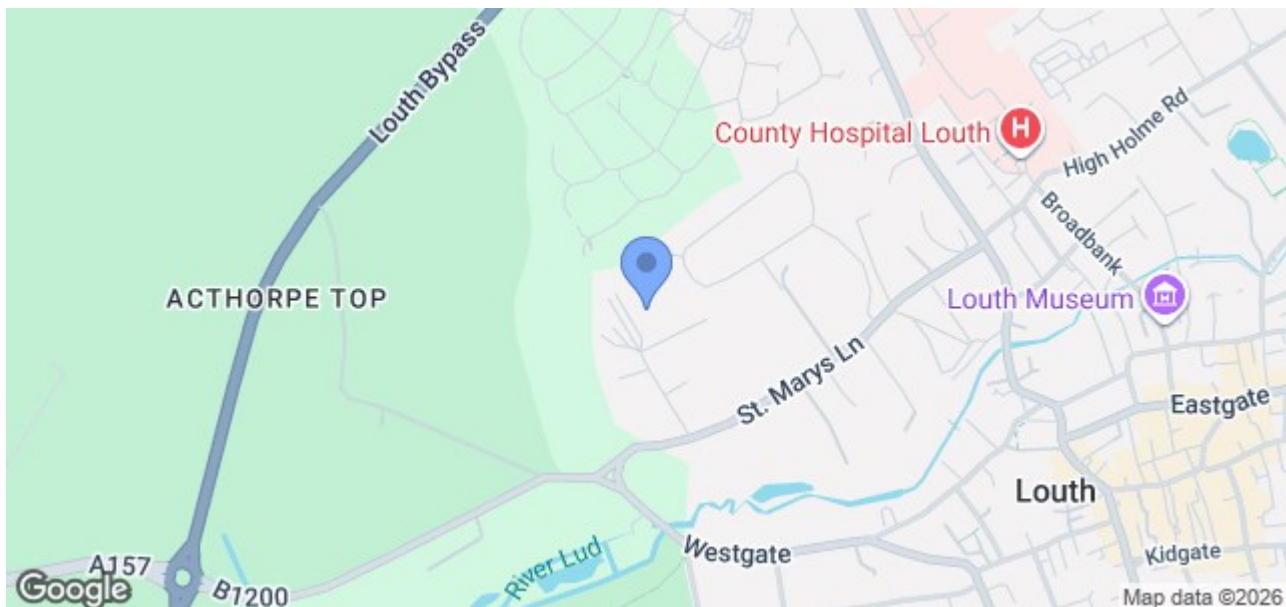 Louth Bypass
County Hospital Louth
H
High Holme Rd
Broadbank
ACTHORPE TOP
Louth Museum
St. Marys Ln
Eastgate
Louth
Westgate
River Lud
Kidgate
A157
B1200
Google
Map data ©2026